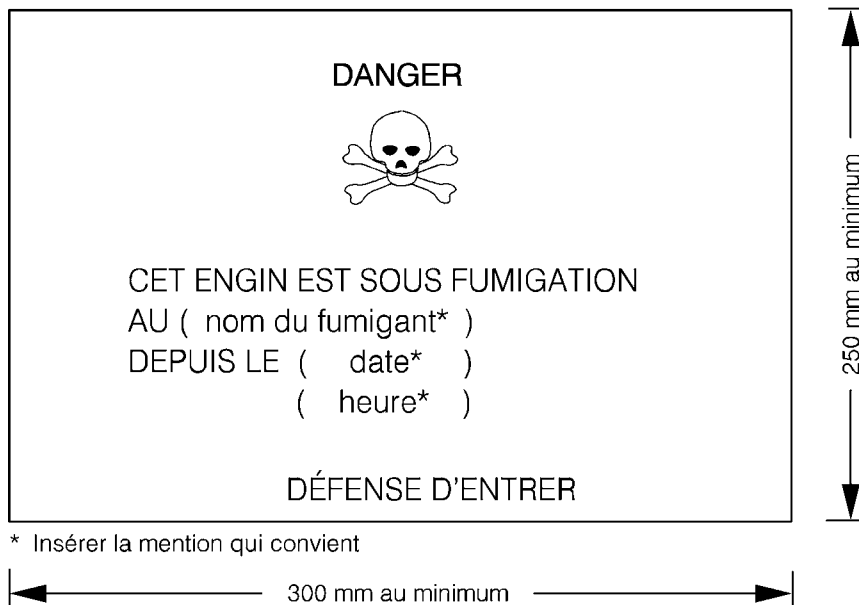 DANGER
CET ENGIN EST SOUS FUMIGATION
AU ( nom du fumigant* )
DEPUIS LE ( date* )
( heure* )
DÉFENSE D'ENTRER
* Insérer la mention qui convient
300 mm au minimum
250 mm au minimum